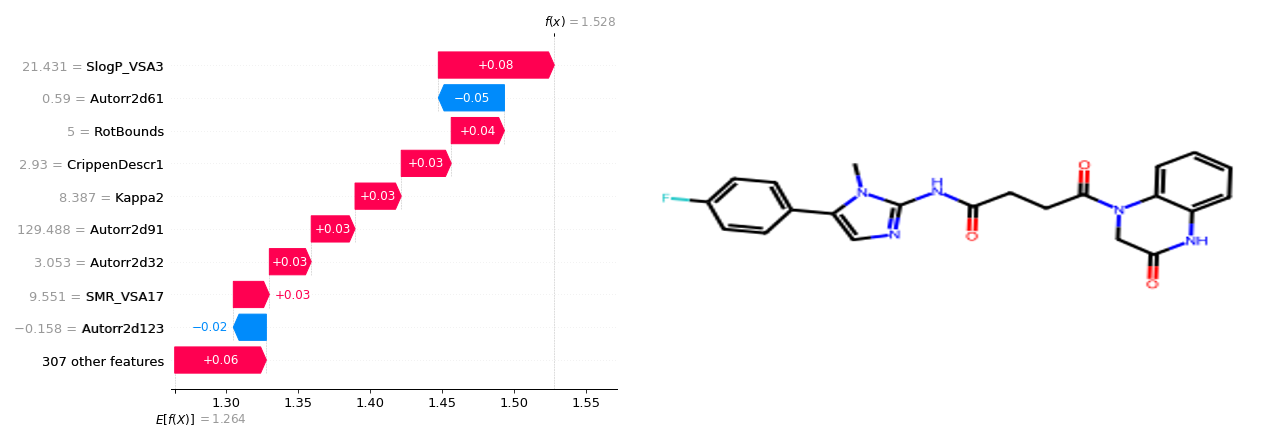 f(x) = 1.528
21.431 = SlogP_VSA3
+0.08
0.59 = Autorr2d61
−0.05
5 = RotBounds
+0.04
2.93 = CrippenDescr1
+0.03
8.387 = Kappa2
+0.03
129.488 = Autorr2d91
+0.03
3.053 = Autorr2d32
+0.03
9.551 = SMR_VSA17
+0.03
−0.158 = Autorr2d123
−0.02
307 other features
+0.06
1.30 1.35 1.40 1.45 1.50 1.55
E[f(X)] = 1.264
F
N
N
H
N
O
O
N
NH
O